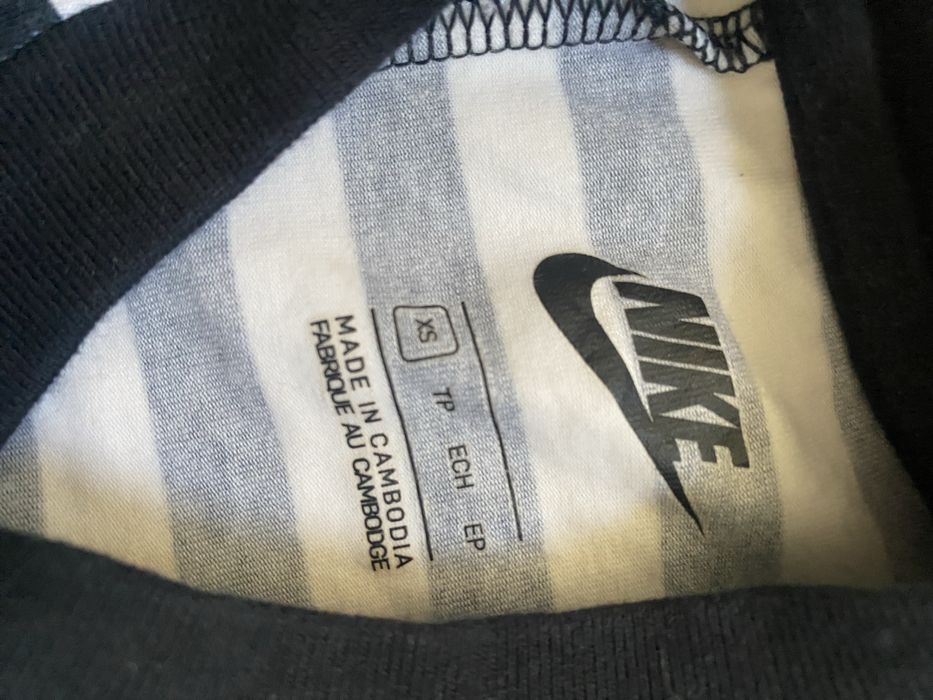 NIKE
XS TP ECH EP
MADE IN CAMBODIA
FABRIQUE AU CAMBODGE